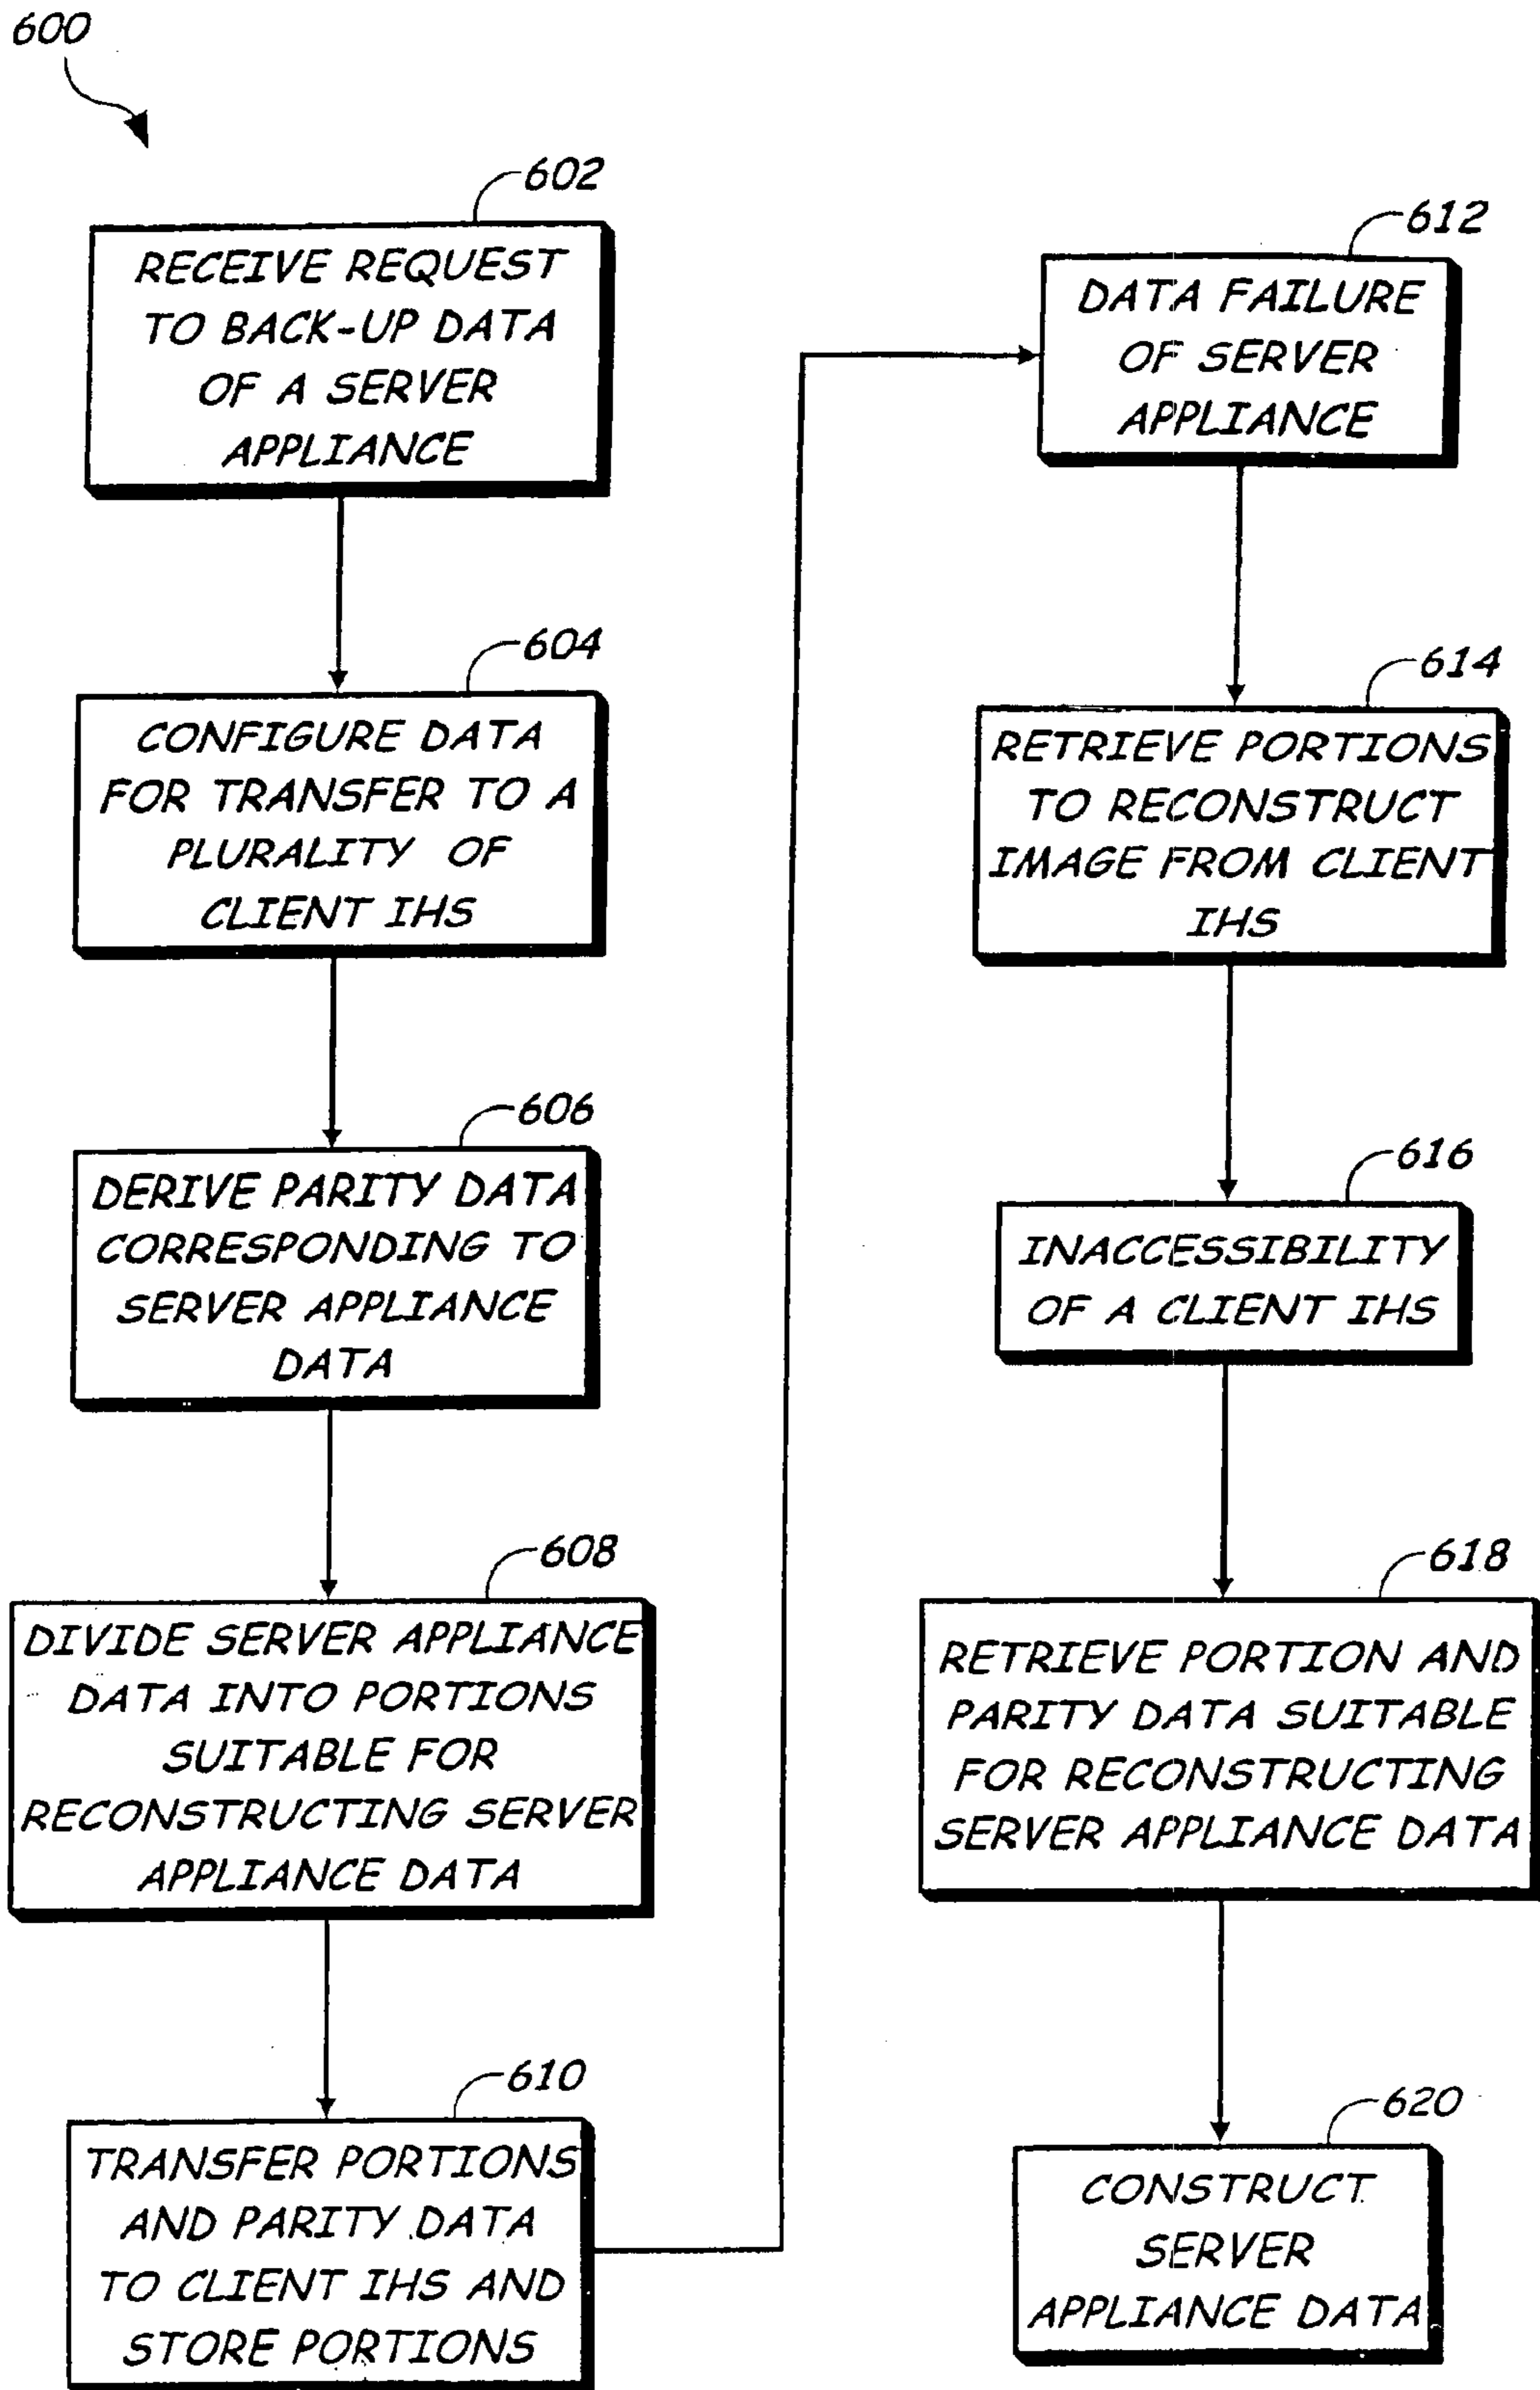 600
602
RECEIVE REQUEST
TO BACK-UP DATA
OF A SERVER
APPLIANCE
604
CONFIGURE DATA
FOR TRANSFER TO A
PLURALITY OF
CLIENT IHS
606
DERIVE PARITY DATA
CORRESPONDING TO
SERVER APPLIANCE
DATA
608
DIVIDE SERVER APPLIANCE
DATA INTO PORTIONS
SUITABLE FOR
RECONSTRUCTING SERVER
APPLIANCE DATA
610
TRANSFER PORTIONS
AND PARITY DATA
TO CLIENT IHS AND
STORE PORTIONS
612
DATA FAILURE
OF SERVER
APPLIANCE
614
RETRIEVE PORTIONS
TO RECONSTRUCT
IMAGE FROM CLIENT
IHS
616
INACCESSIBILITY
OF A CLIENT IHS
618
RETRIEVE PORTION AND
PARITY DATA SUITABLE
FOR RECONSTRUCTING
SERVER APPLIANCE DATA
620
CONSTRUCT
SERVER
APPLIANCE DATA